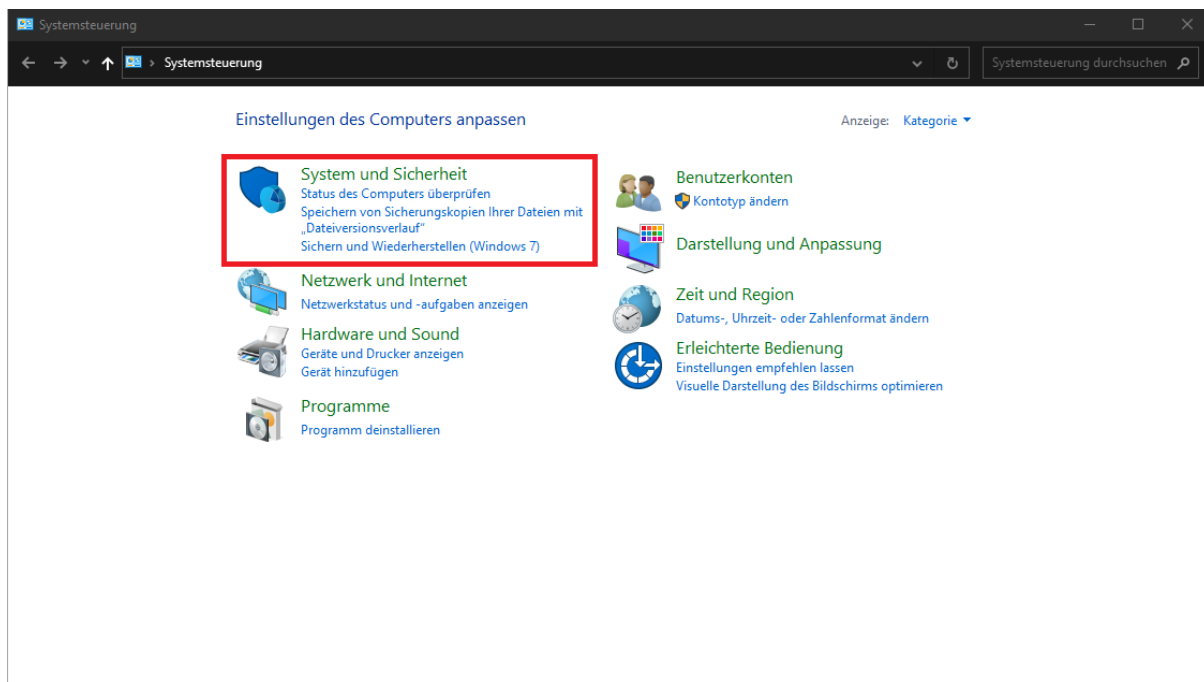 Systemsteuerung
Systemsteuerung
Systemsteuerung durchsuchen
Einstellungen des Computers anpassen
Anzeige: Kategorie
System und Sicherheit
Status des Computers überprüfen
Speichern von Sicherungskopien Ihrer Dateien mit
„Dateiversionsverlauf“
Sichern und Wiederherstellen (Windows 7)
Netzwerk und Internet
Netzwerkstatus und -aufgaben anzeigen
Hardware und Sound
Geräte und Drucker anzeigen
Gerät hinzufügen
Programme
Programm deinstallieren
Benutzerkonten
Kontotyp ändern
Darstellung und Anpassung
Zeit und Region
Datums-, Uhrzeit- oder Zahlenformat ändern
Erleichterte Bedienung
Einstellungen empfehlen lassen
Visuelle Darstellung des Bildschirms optimieren